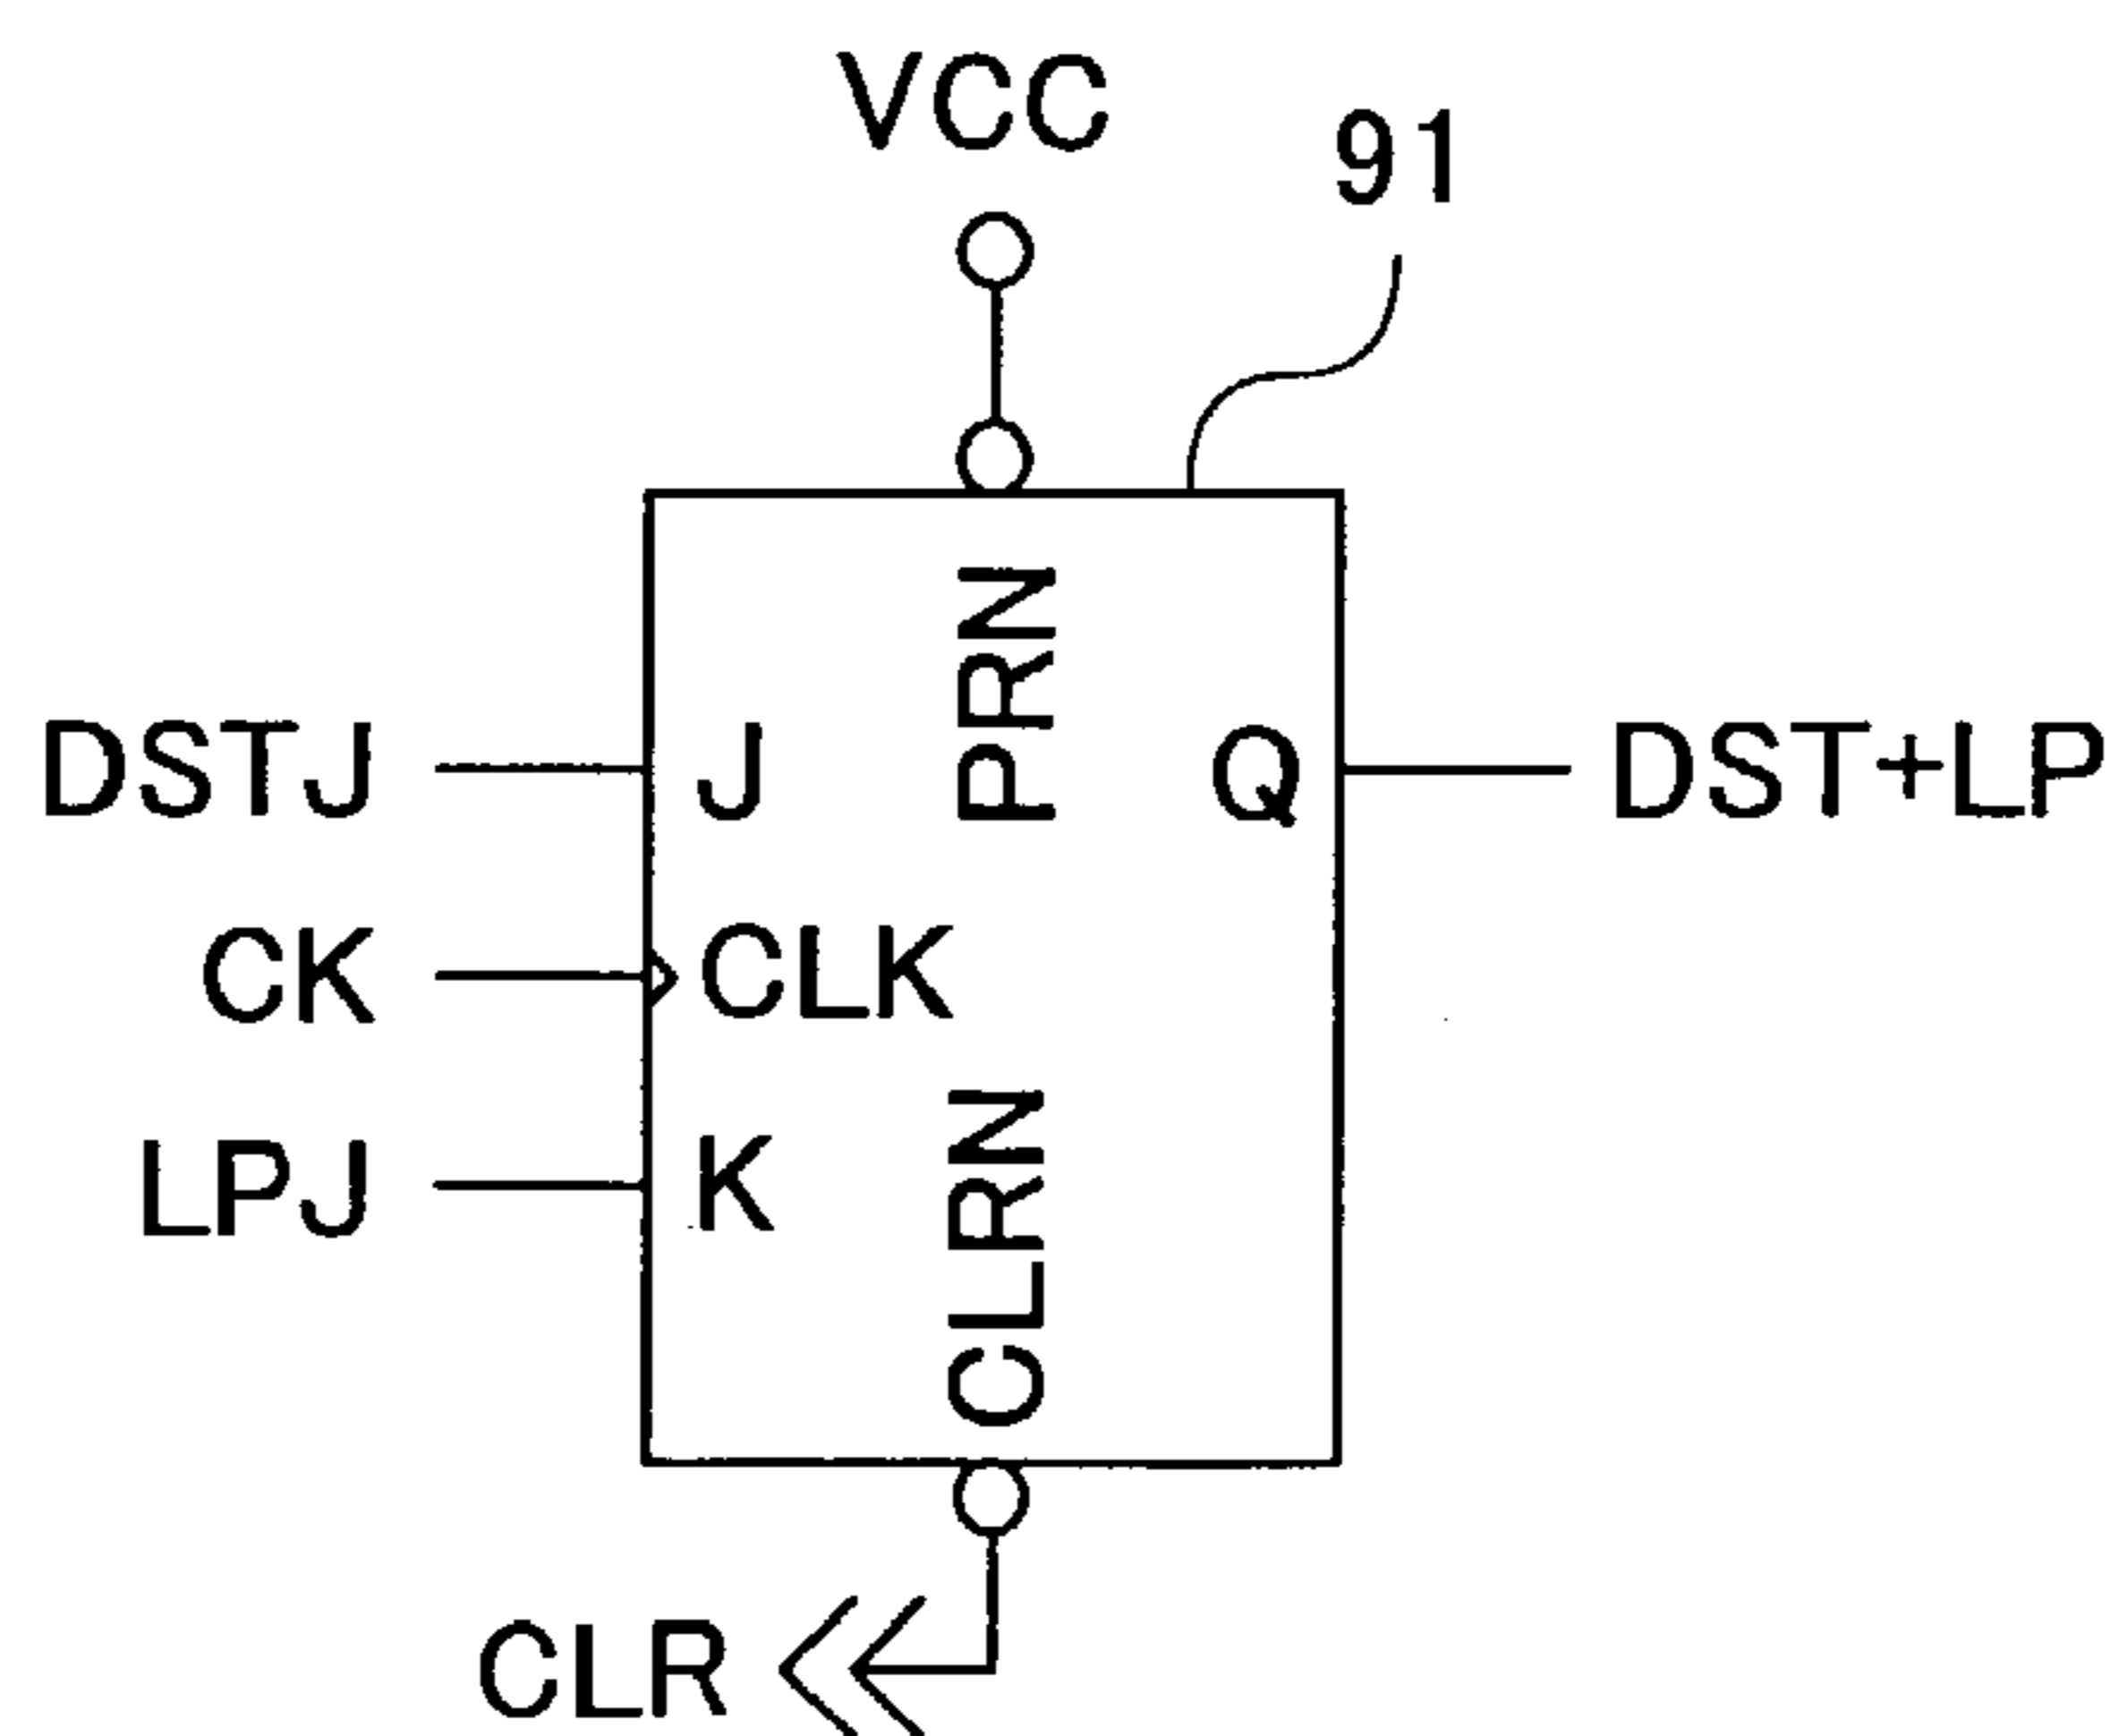 VCC
91
PRN
DSTJ
J
Q
DST+LP
CK
CLK
LPJ
K
CLRN
CLR